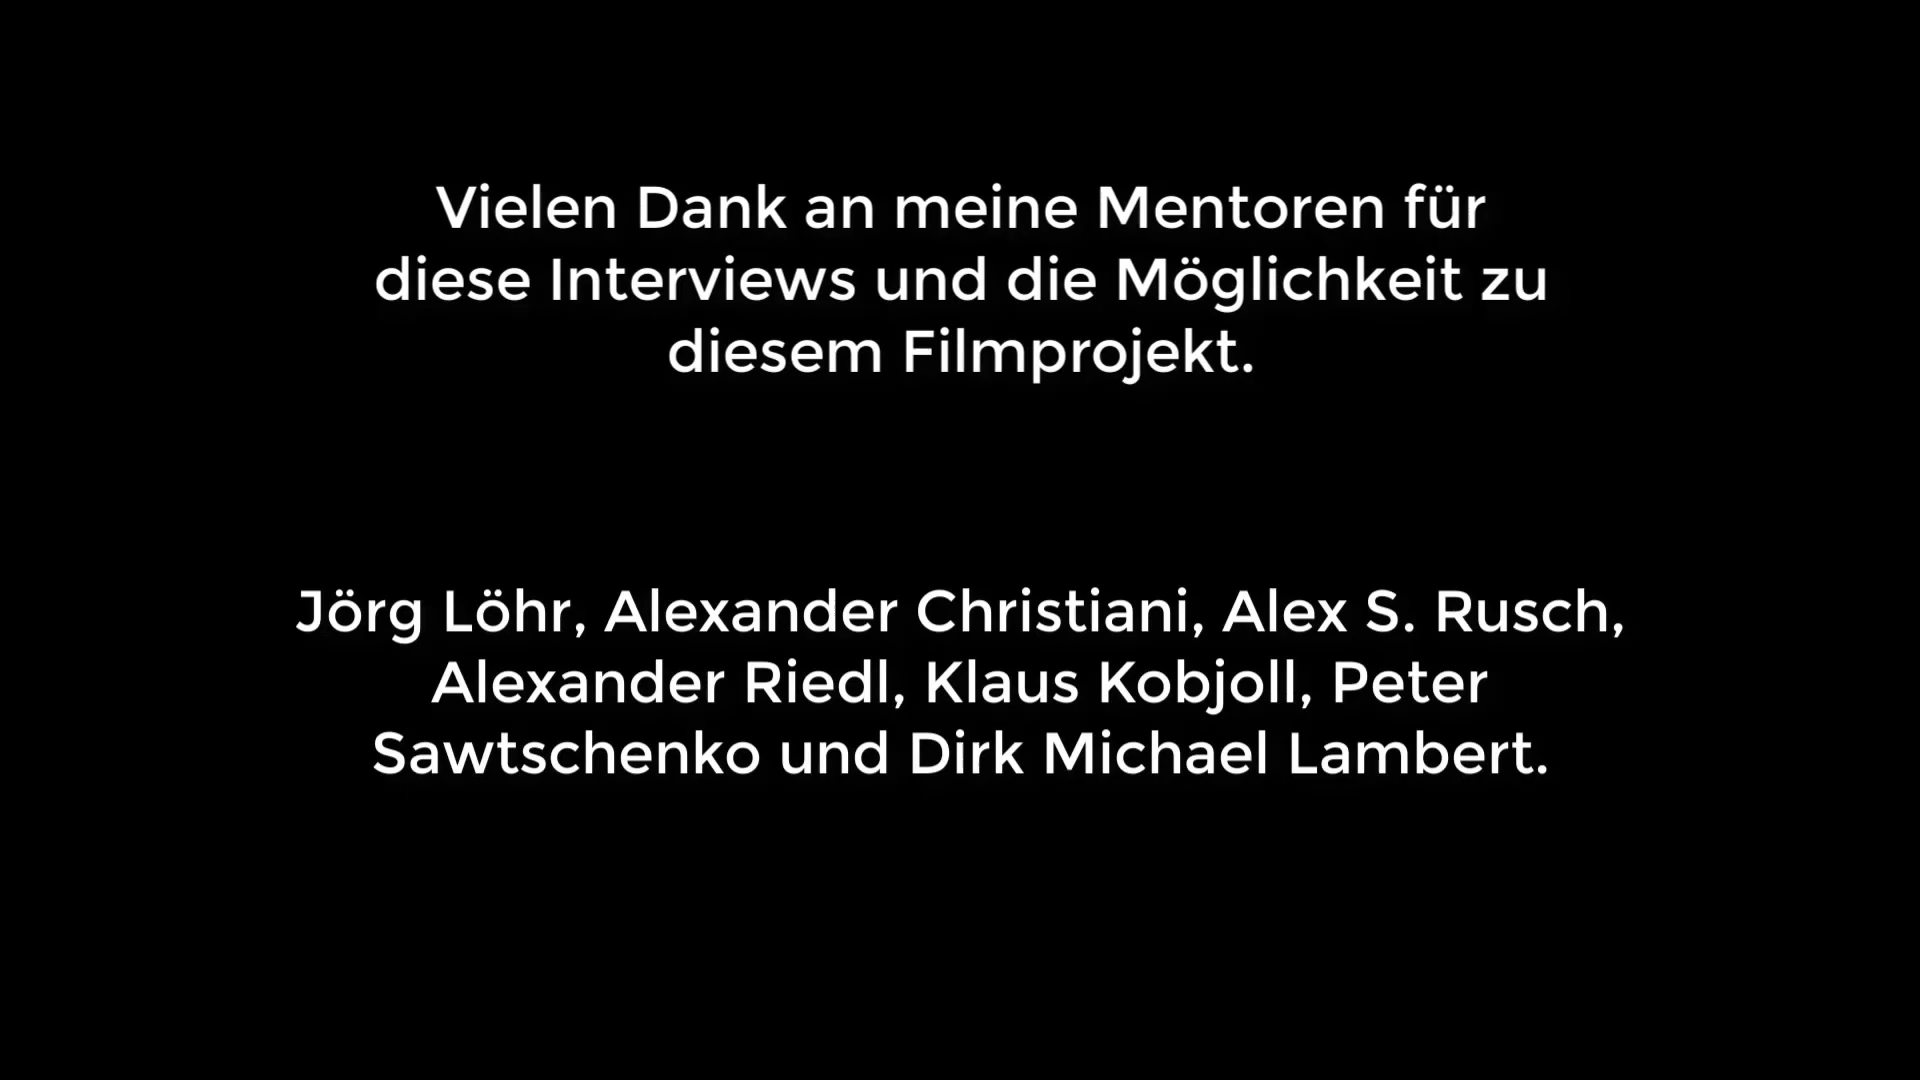 Vielen Dank an meine Mentoren für
diese Interviews und die Möglichkeit zu
diesem Filmprojekt.
Jörg Löhr, Alexander Christiani, Alex S. Rusch,
Alexander Riedl, Klaus Kobjoll, Peter
Sawtschenko und Dirk Michael Lambert.